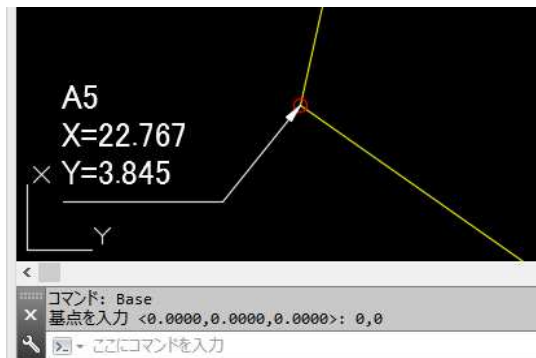 A5
X=22.767
Y=3.845
X
Y
コマンド: Base
基点を入力 <0.0000,0.0000,0.0000>: 0,0
ここにコマンドを入力